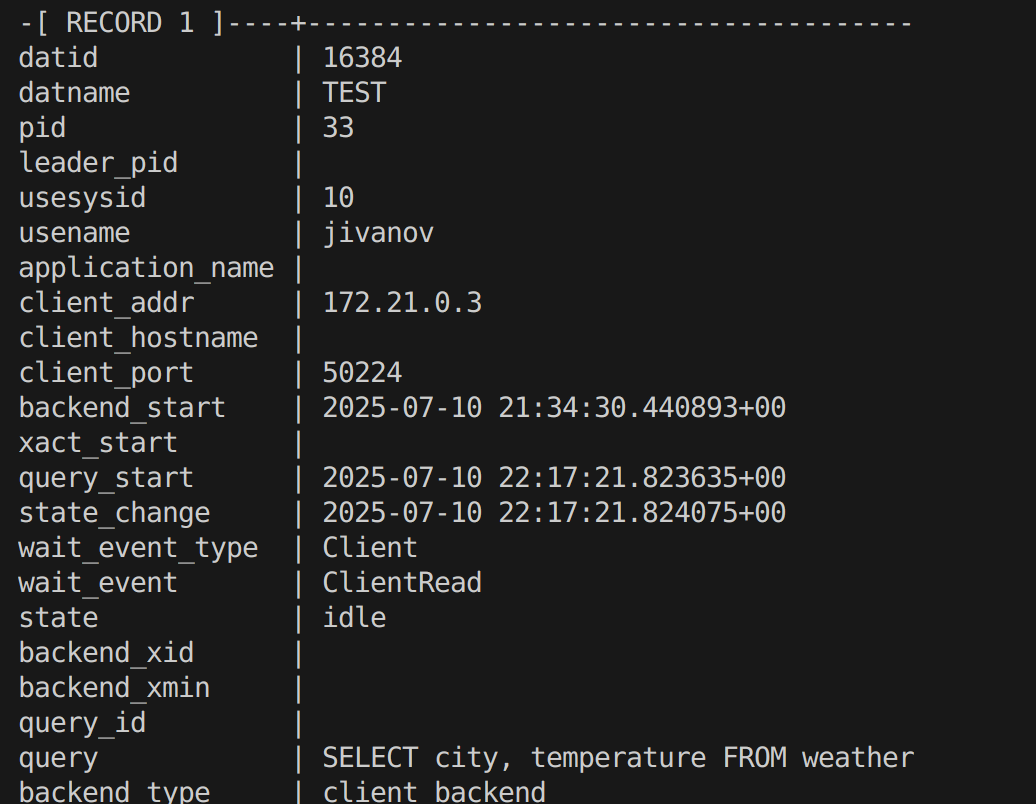 -[ RECORD 1 ]----+--------------------------------------
datid            | 16384
datname          | TEST
pid              | 33
leader_pid       |
usesysid         | 10
usename          | jivanov
application_name |
client_addr      | 172.21.0.3
client_hostname  |
client_port      | 50224
backend_start    | 2025-07-10 21:34:30.440893+00
xact_start       |
query_start      | 2025-07-10 22:17:21.823635+00
state_change     | 2025-07-10 22:17:21.824075+00
wait_event_type  | Client
wait_event       | ClientRead
state            | idle
backend_xid      |
backend_xmin     |
query_id         |
query            | SELECT city, temperature FROM weather
backend_type     | client backend